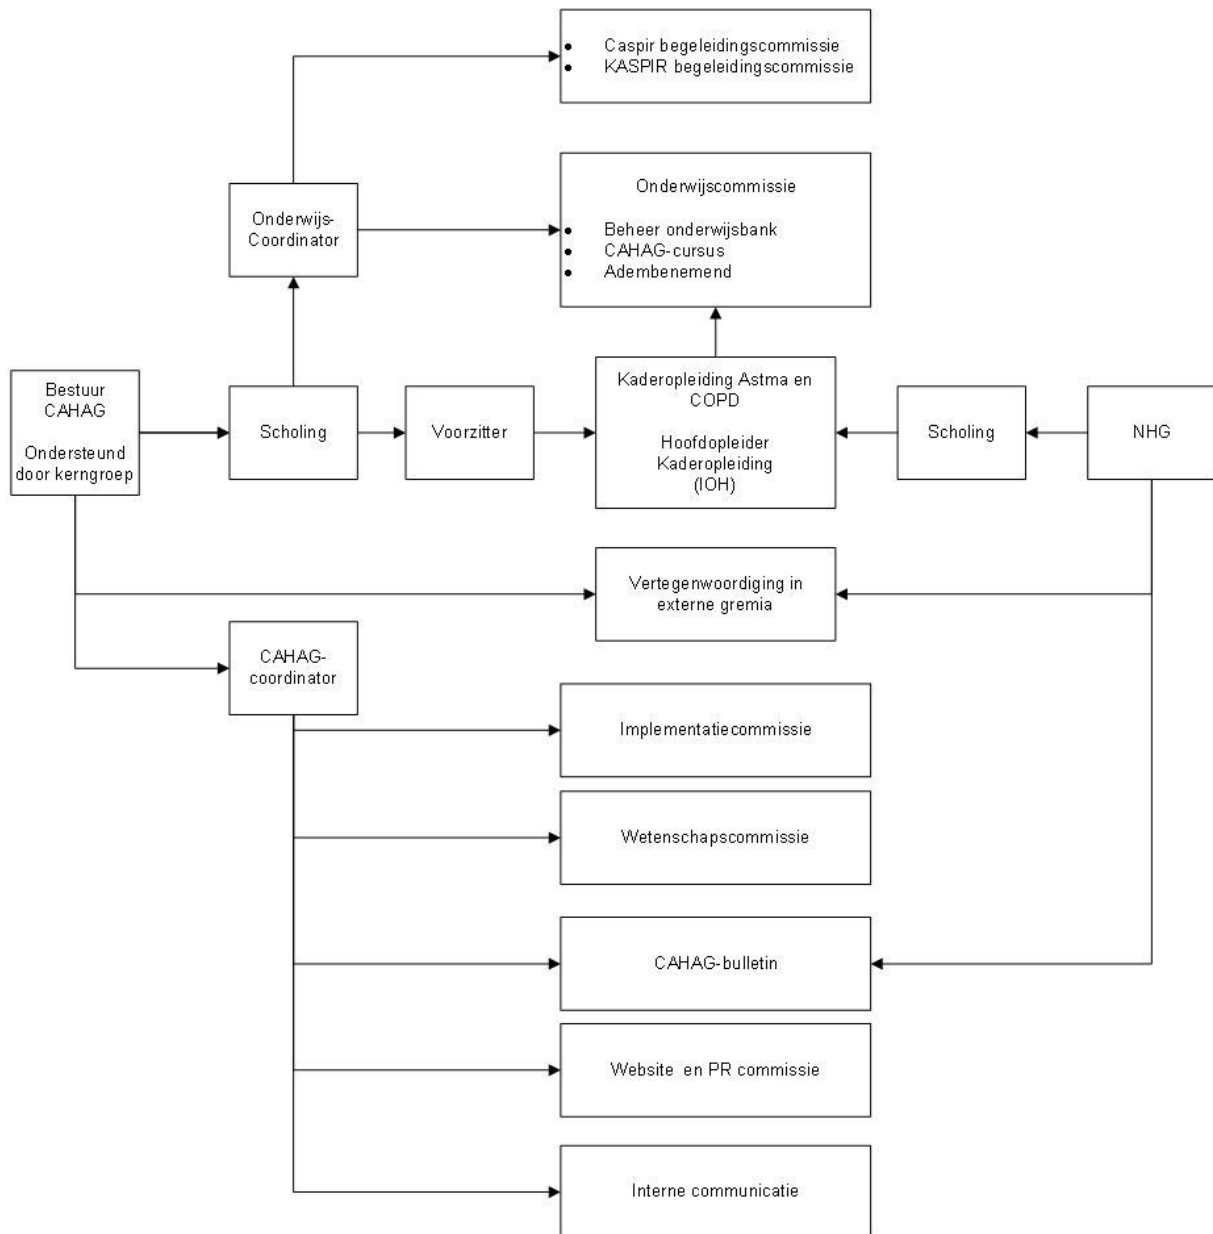 Caspir begeleidingscommissie
KASPIR begeleidingscommissie
Onderwijs-
Coordinator
Onderwijscommissie
Beheer onderwijsbank
CAHAG-cursus
Adembenemend
Bestuur
CAHAG
Ondersteund
door kerngroep
Scholing
Voorzitter
Kaderopleiding Astma en
COPD
Hoofdopleider
Kaderopleiding
(IOH)
Scholing
NHG
Vertegenwoordiging in
externe gremia
CAHAG-
coordinator
Implementatiecommissie
Wetenschapscommissie
CAHAG-bulletin
Website en PR commissie
Interne communicatie